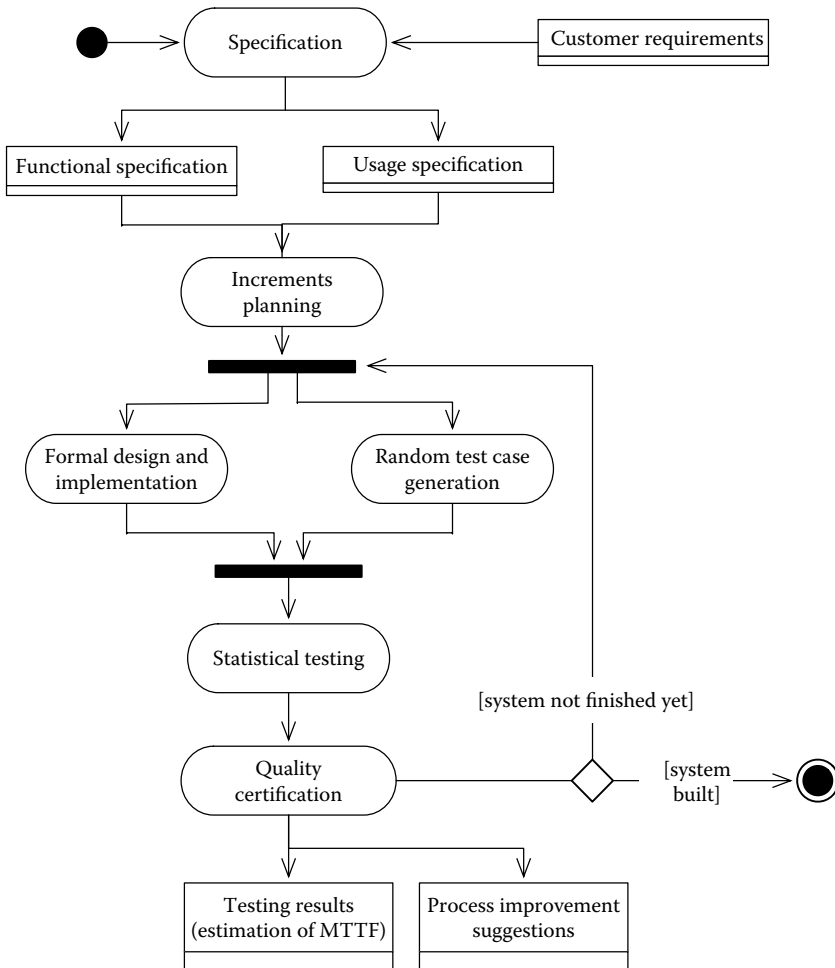 Specification
Customer requirements
Functional specification
Usage specification
Increments
planning
Formal design and
implementation
Random test case
generation
Statistical testing
[system not finished yet]
Quality
certification
[system
built]
Testing results
(estimation of MTTF)
Process improvement
suggestions